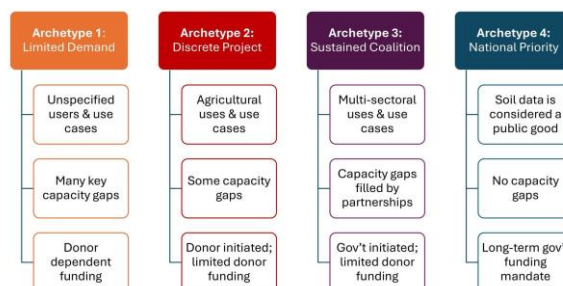 Archetype 1:
Limited Demand
Unspecified
users & use
cases
Many key
capacity gaps
Donor
dependent
funding
Archetype 2:
Discrete Project
Agricultural
uses & use
cases
Some capacity
gaps
Donor initiated;
limited donor
funding
Archetype 3:
Sustained Coalition
Multi-sectoral
uses & use
cases
Capacity gaps
filled by
partnerships
Gov't initiated;
limited donor
funding
Archetype 4:
National Priority
Soil data is
considered a
public good
No capacity
gaps
Long-term gov't
funding
mandate